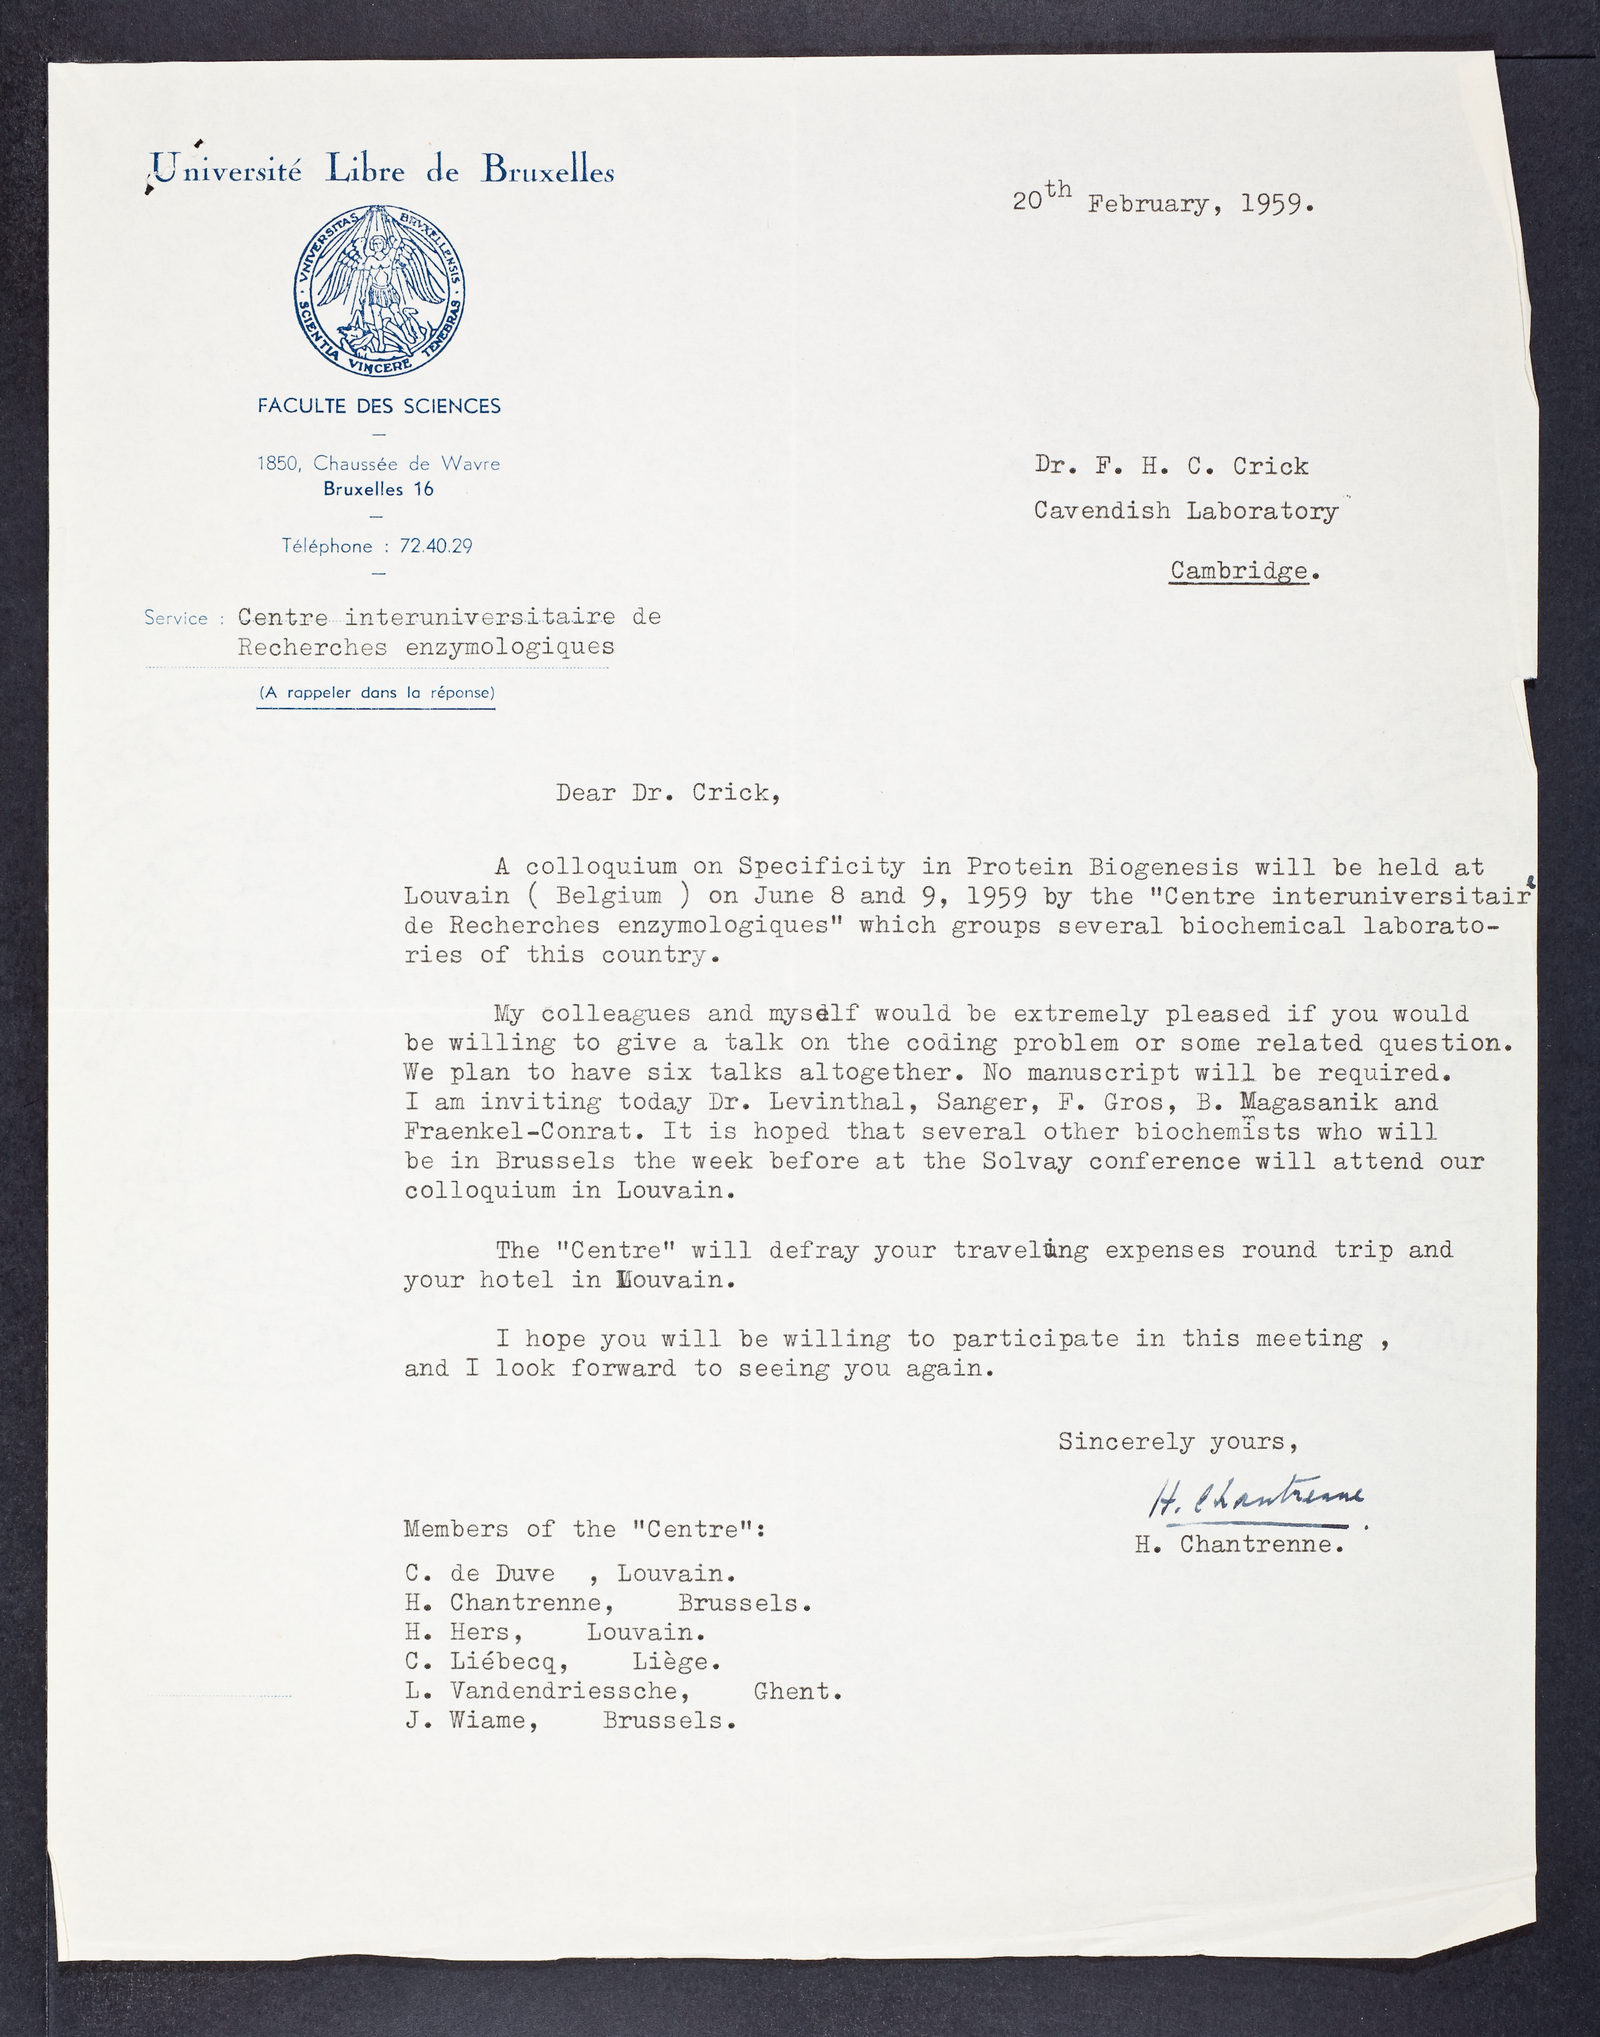 Université Libre de Bruxelles
20th February, 1959.
· VNIVERSITAS BRVXELLENSIS ·
SCIENTIA VINCERE TENEBRAS
FACULTE DES SCIENCES
1850, Chaussée de Wavre
Bruxelles 16
Téléphone : 72.40.29
Service : Centre interuniversitaire de
Recherches enzymologiques
(A rappeler dans la réponse)
Dr. F. H. C. Crick
Cavendish Laboratory
Cambridge.
Dear Dr. Crick,
A colloquium on Specificity in Protein Biogenesis will be held at
Louvain ( Belgium ) on June 8 and 9, 1959 by the "Centre interuniversitaire
de Recherches enzymologiques" which groups several biochemical laborato-
ries of this country.
My colleagues and myself would be extremely pleased if you would
be willing to give a talk on the coding problem or some related question.
We plan to have six talks altogether. No manuscript will be required.
I am inviting today Dr. Levinthal, Sanger, F. Gros, B. Magasanik and
Fraenkel-Conrat. It is hoped that several other biochemists who will
be in Brussels the week before at the Solvay conference will attend our
colloquium in Louvain.
The "Centre" will defray your traveling expenses round trip and
your hotel in Louvain.
I hope you will be willing to participate in this meeting ,
and I look forward to seeing you again.
Sincerely yours,
H. Chantrenne
H. Chantrenne.
Members of the "Centre":
C. de Duve , Louvain.
H. Chantrenne, Brussels.
H. Hers, Louvain.
C. Liébecq, Liège.
L. Vandendriessche, Ghent.
J. Wiame, Brussels.